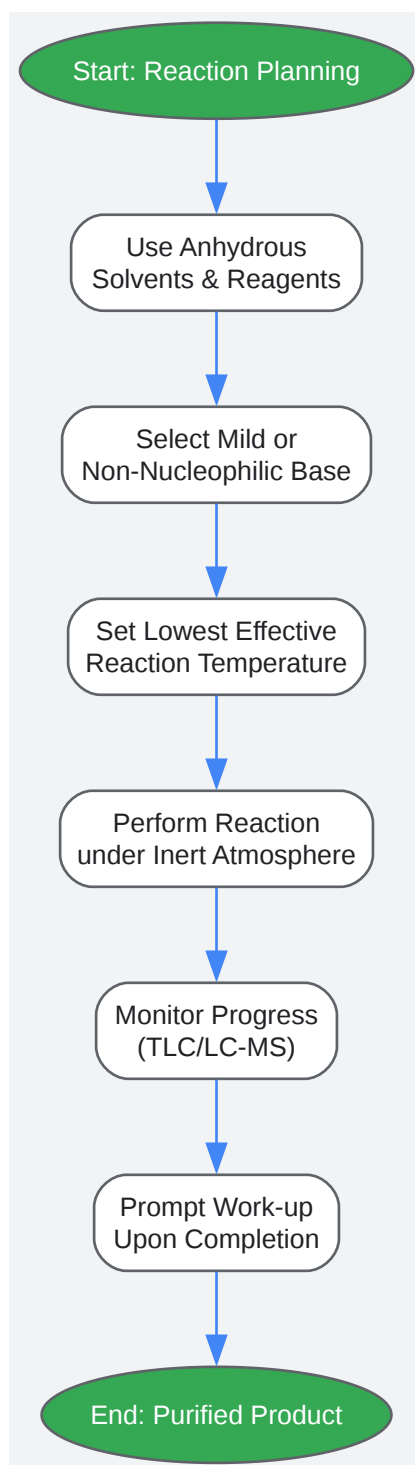 Start: Reaction Planning
Use Anhydrous
Solvents & Reagents
Select Mild or
Non-Nucleophilic Base
Set Lowest Effective
Reaction Temperature
Perform Reaction
under Inert Atmosphere
Monitor Progress
(TLC/LC-MS)
Prompt Work-up
Upon Completion
End: Purified Product